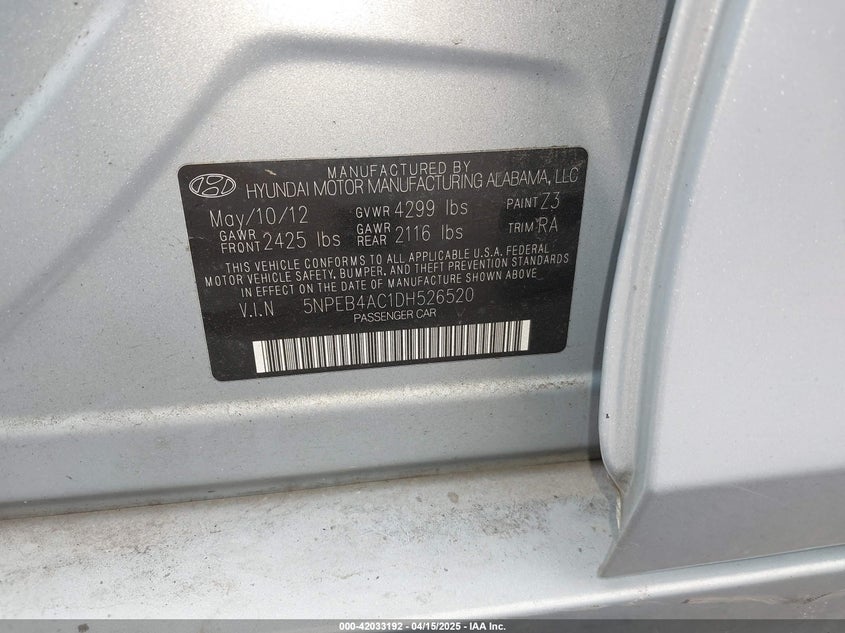 MANUFACTURED BY
HYUNDAI MOTOR MANUFACTURING ALABAMA, LLC
May/10/12 GVWR 4299 lbs PAINT Z3
GAWR FRONT 2425 lbs GAWR REAR 2116 lbs TRIM RA
THIS VEHICLE CONFORMS TO ALL APPLICABLE U.S.A. FEDERAL
MOTOR VEHICLE SAFETY, BUMPER, AND THEFT PREVENTION STANDARDS
IN EFFECT ON THE DATE OF MANUFACTURE SHOWN ABOVE
V.I.N 5NPEB4AC1DH526520
PASSENGER CAR
000-42033192 - 04/15/2025 - IAA Inc.